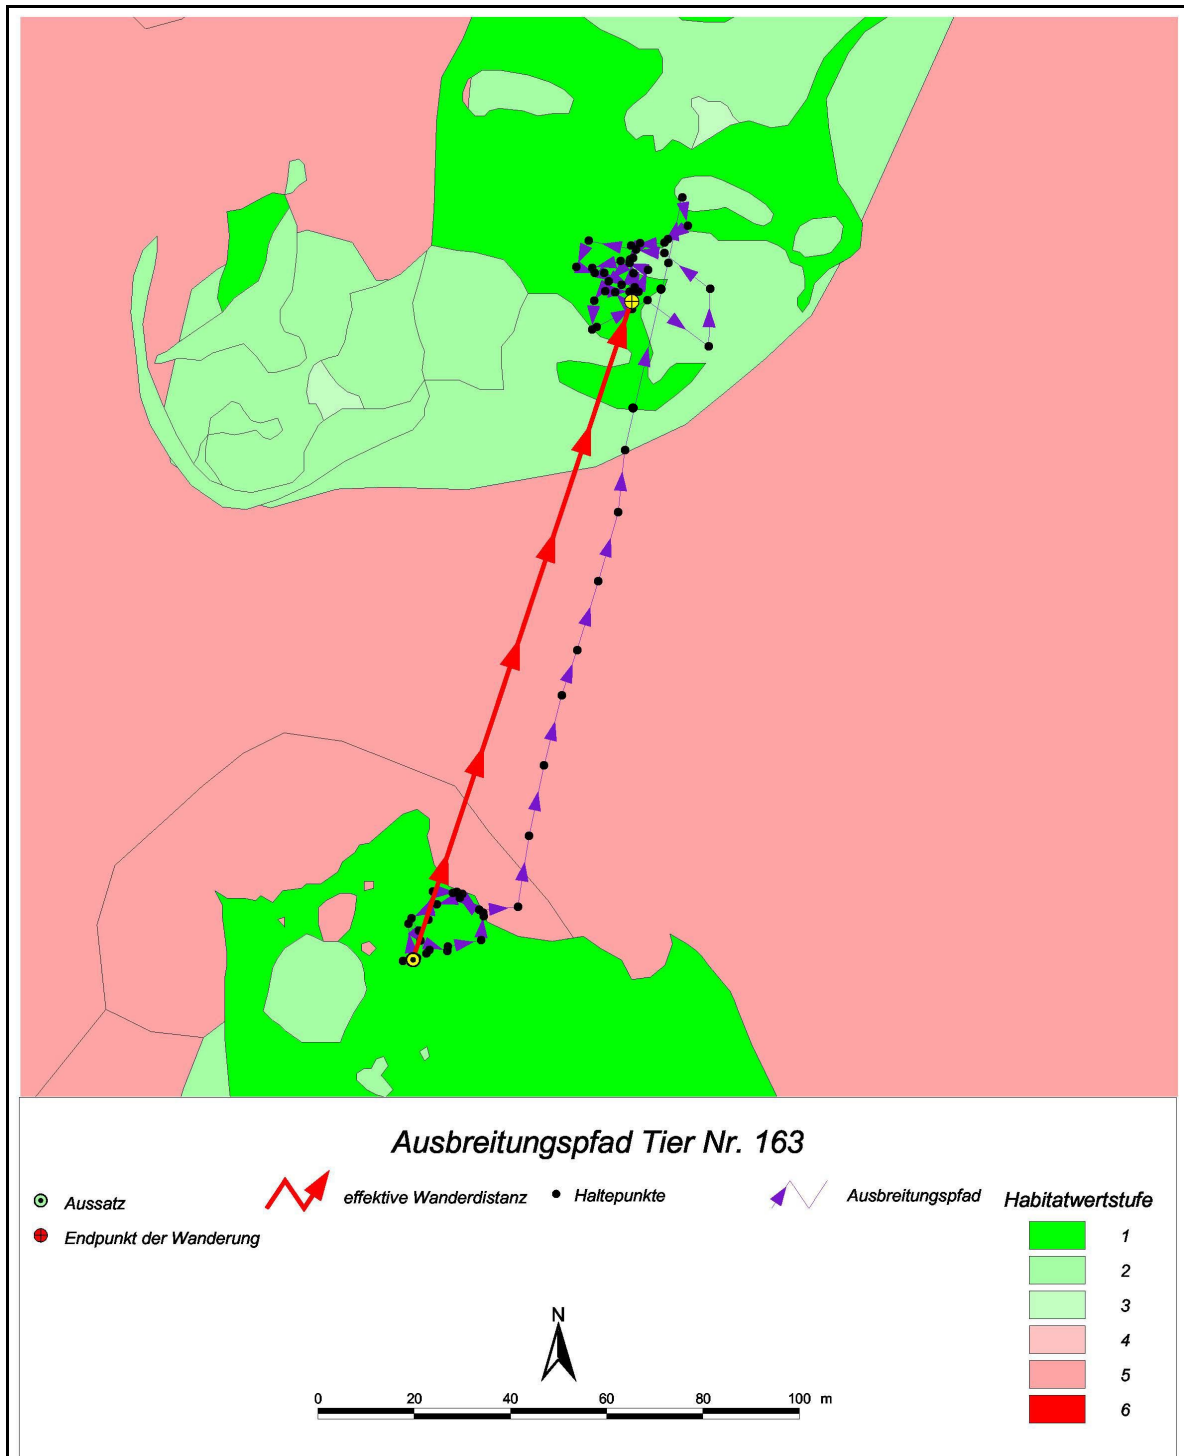 Ausbreitungspfad Tier Nr. 163
Aussatz
effektive Wanderdistanz
Haltepunkte
Ausbreitungspfad
Endpunkt der Wanderung
Habitatwertstufe
1
2
3
4
5
6
N
0 20 40 60 80 100 m